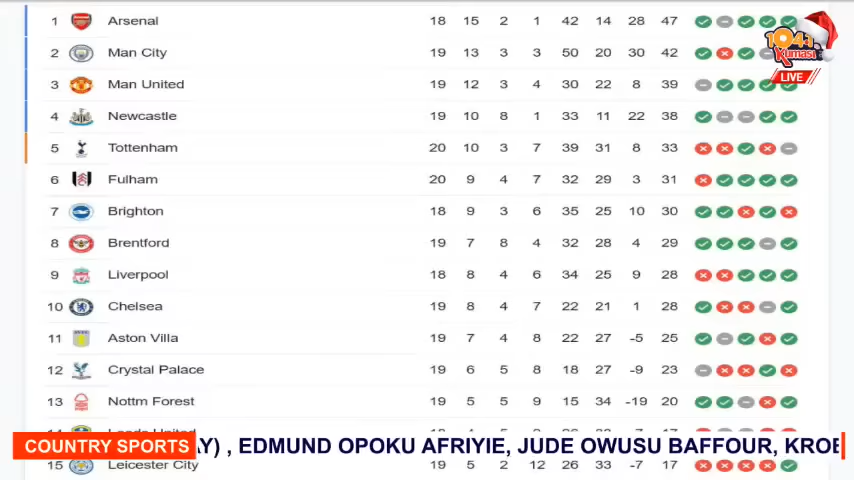 1 Arsenal 18 15 2 1 42 14 28 47
2 Man City 19 13 3 3 50 20 30 42
3 Man United 19 12 3 4 30 22 8 39
4 Newcastle 19 10 8 1 33 11 22 38
5 Tottenham 20 10 3 7 39 31 8 33
6 Fulham 20 9 4 7 32 29 3 31
7 Brighton 18 9 3 6 35 25 10 30
8 Brentford 19 7 8 4 32 28 4 29
9 Liverpool 18 8 4 6 34 25 9 28
10 Chelsea 19 8 4 7 22 21 1 28
11 Aston Villa 19 7 4 8 22 27 -5 25
12 Crystal Palace 19 6 5 8 18 27 -9 23
13 Nottm Forest 19 5 5 9 15 34 -19 20
15 Leicester City 19 5 2 12 26 33 -7 17
104.1
Kumasi
LIVE
COUNTRY SPORTS AY) , EDMUND OPOKU AFRIYIE, JUDE OWUSU BAFFOUR,